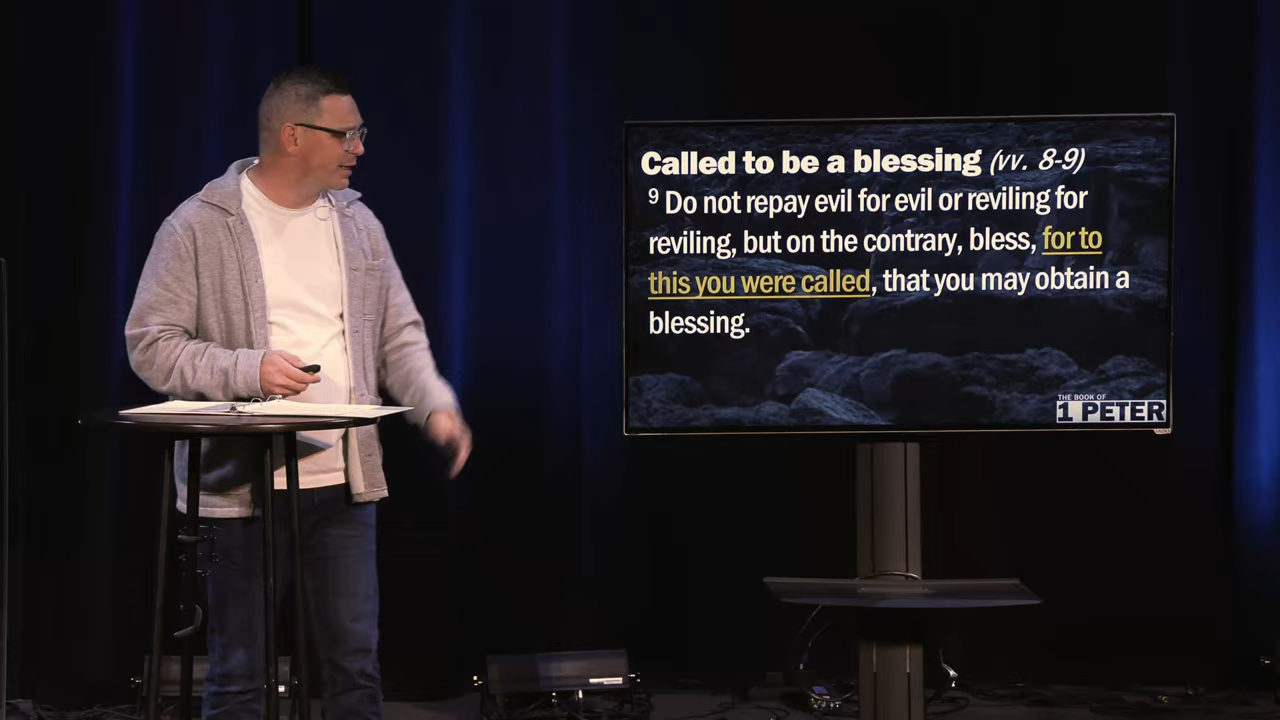 Called to be a blessing (vv. 8-9)
9 Do not repay evil for evil or reviling for
reviling, but on the contrary, bless, for to
this you were called, that you may obtain a
blessing.
THE BOOK OF
1 PETER